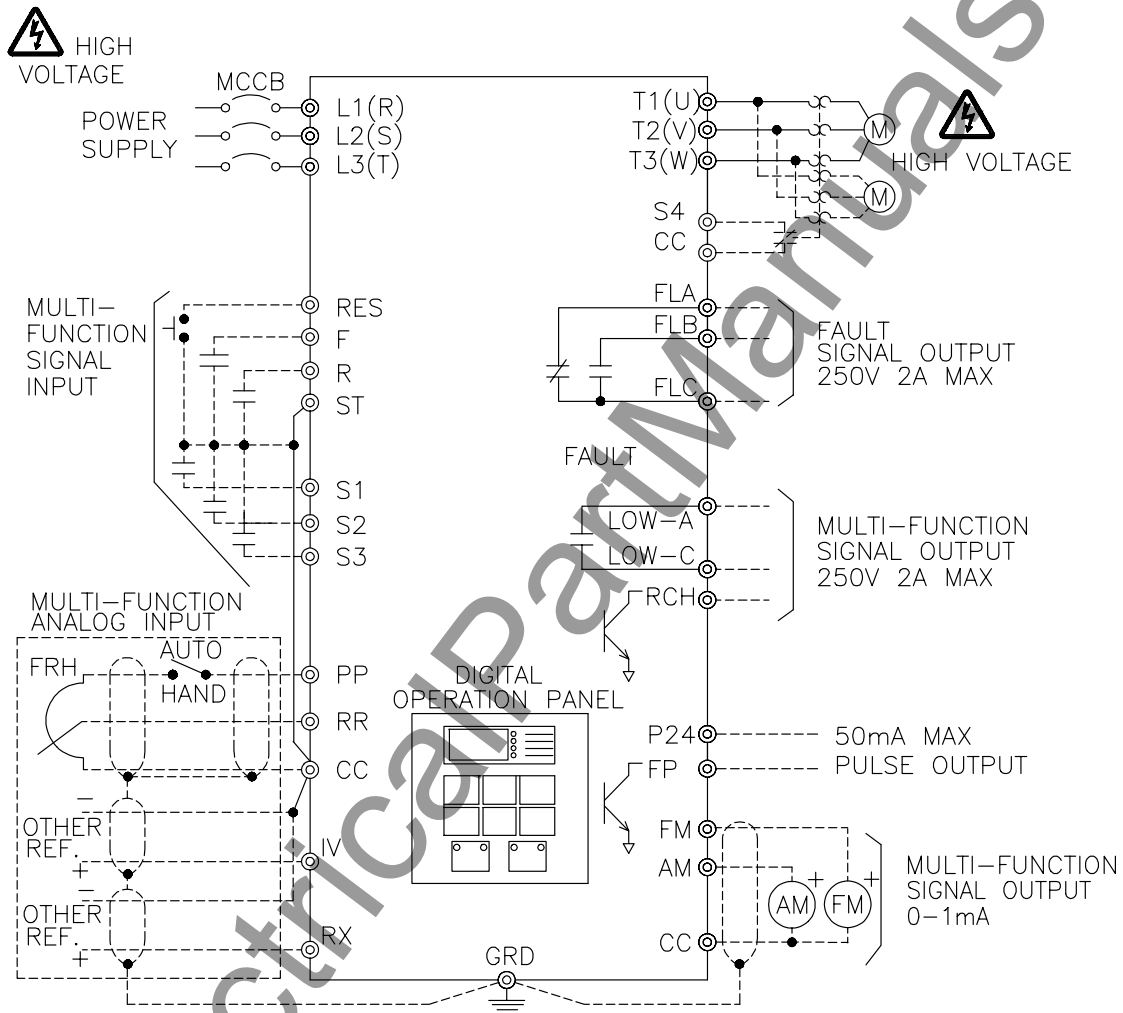 HIGH
VOLTAGE
MCCB
POWER
SUPPLY
L1(R)
L2(S)
L3(T)
T1(U)
T2(V)
T3(W)
M
M
HIGH VOLTAGE
S4
CC
MULTI-
FUNCTION
SIGNAL
INPUT
RES
F
R
ST
S1
S2
S3
FLA
FLB
FLC
FAULT
SIGNAL OUTPUT
250V 2A MAX
FAULT
LOW-A
LOW-C
RCH
MULTI-FUNCTION
SIGNAL OUTPUT
250V 2A MAX
MULTI-FUNCTION
ANALOG INPUT
AUTO
FRH
HAND
PP
RR
CC
OTHER
REF.
-
+
IV
OTHER
REF.
-
+
RX
DIGITAL
OPERATION PANEL
P24
50mA MAX
FP
PULSE OUTPUT
FM
AM
CC
AM
+
FM
+
MULTI-FUNCTION
SIGNAL OUTPUT
0-1mA
GRD
ctricalPartManuals